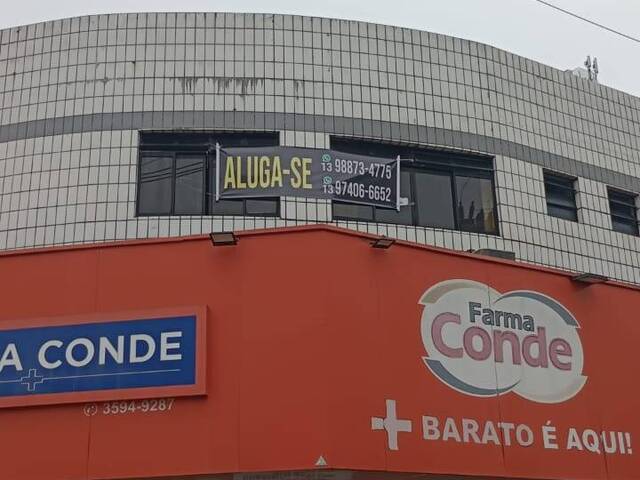 ALUGA-SE
13 98873-4775
13 97406-6652
A CONDE
3594-9287
Farma
Conde
+ BARATO É AQUI!